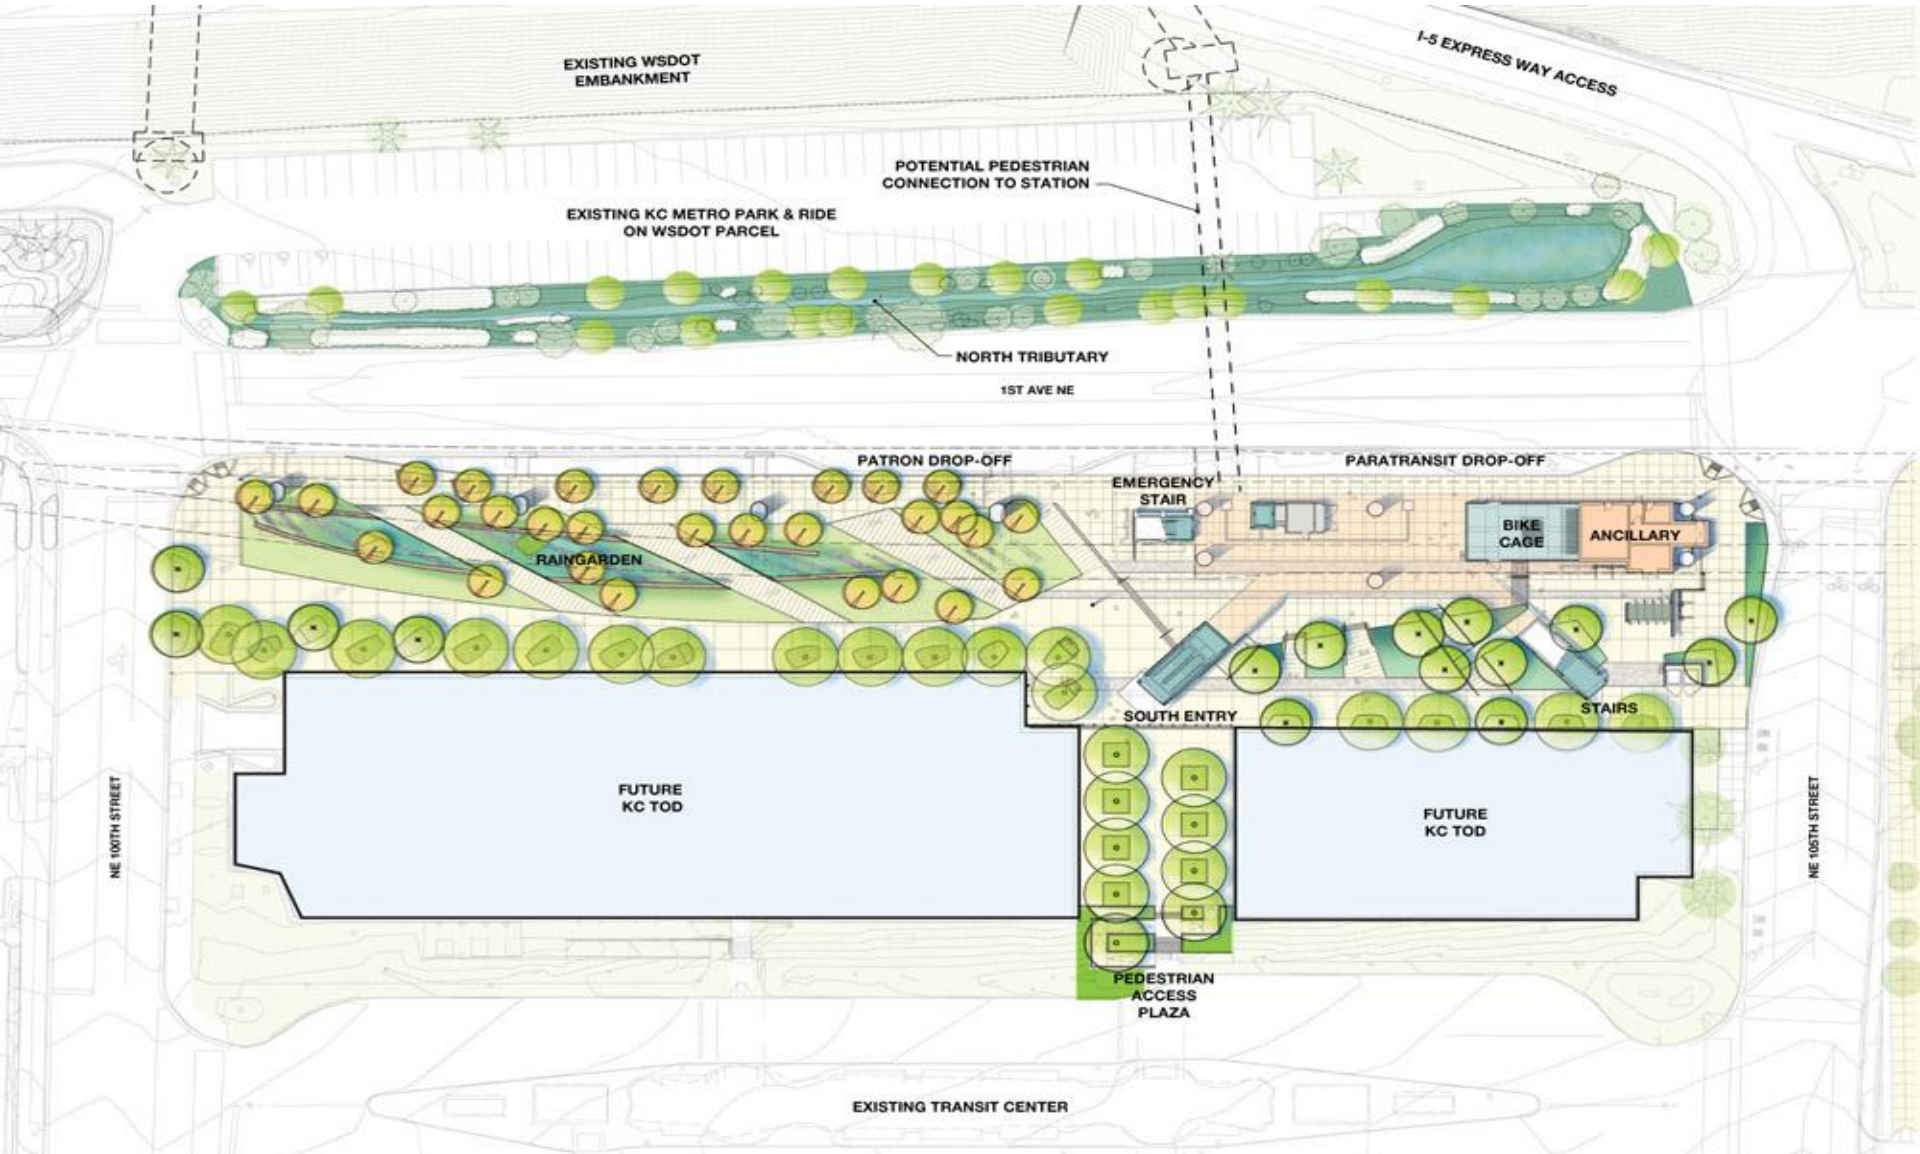 EXISTING WSDOT
EMBANKMENT
I-5 EXPRESS WAY ACCESS
POTENTIAL PEDESTRIAN
CONNECTION TO STATION
EXISTING KC METRO PARK & RIDE
ON WSDOT PARCEL
NORTH TRIBUTARY
1ST AVE NE
PATRON DROP-OFF
PARATRANSIT DROP-OFF
EMERGENCY
STAIR
BIKE
CAGE
ANCILLARY
RAINGARDEN
SOUTH ENTRY
STAIRS
FUTURE
KC TOD
FUTURE
KC TOD
NE 100TH STREET
NE 105TH STREET
PEDESTRIAN
ACCESS
PLAZA
EXISTING TRANSIT CENTER